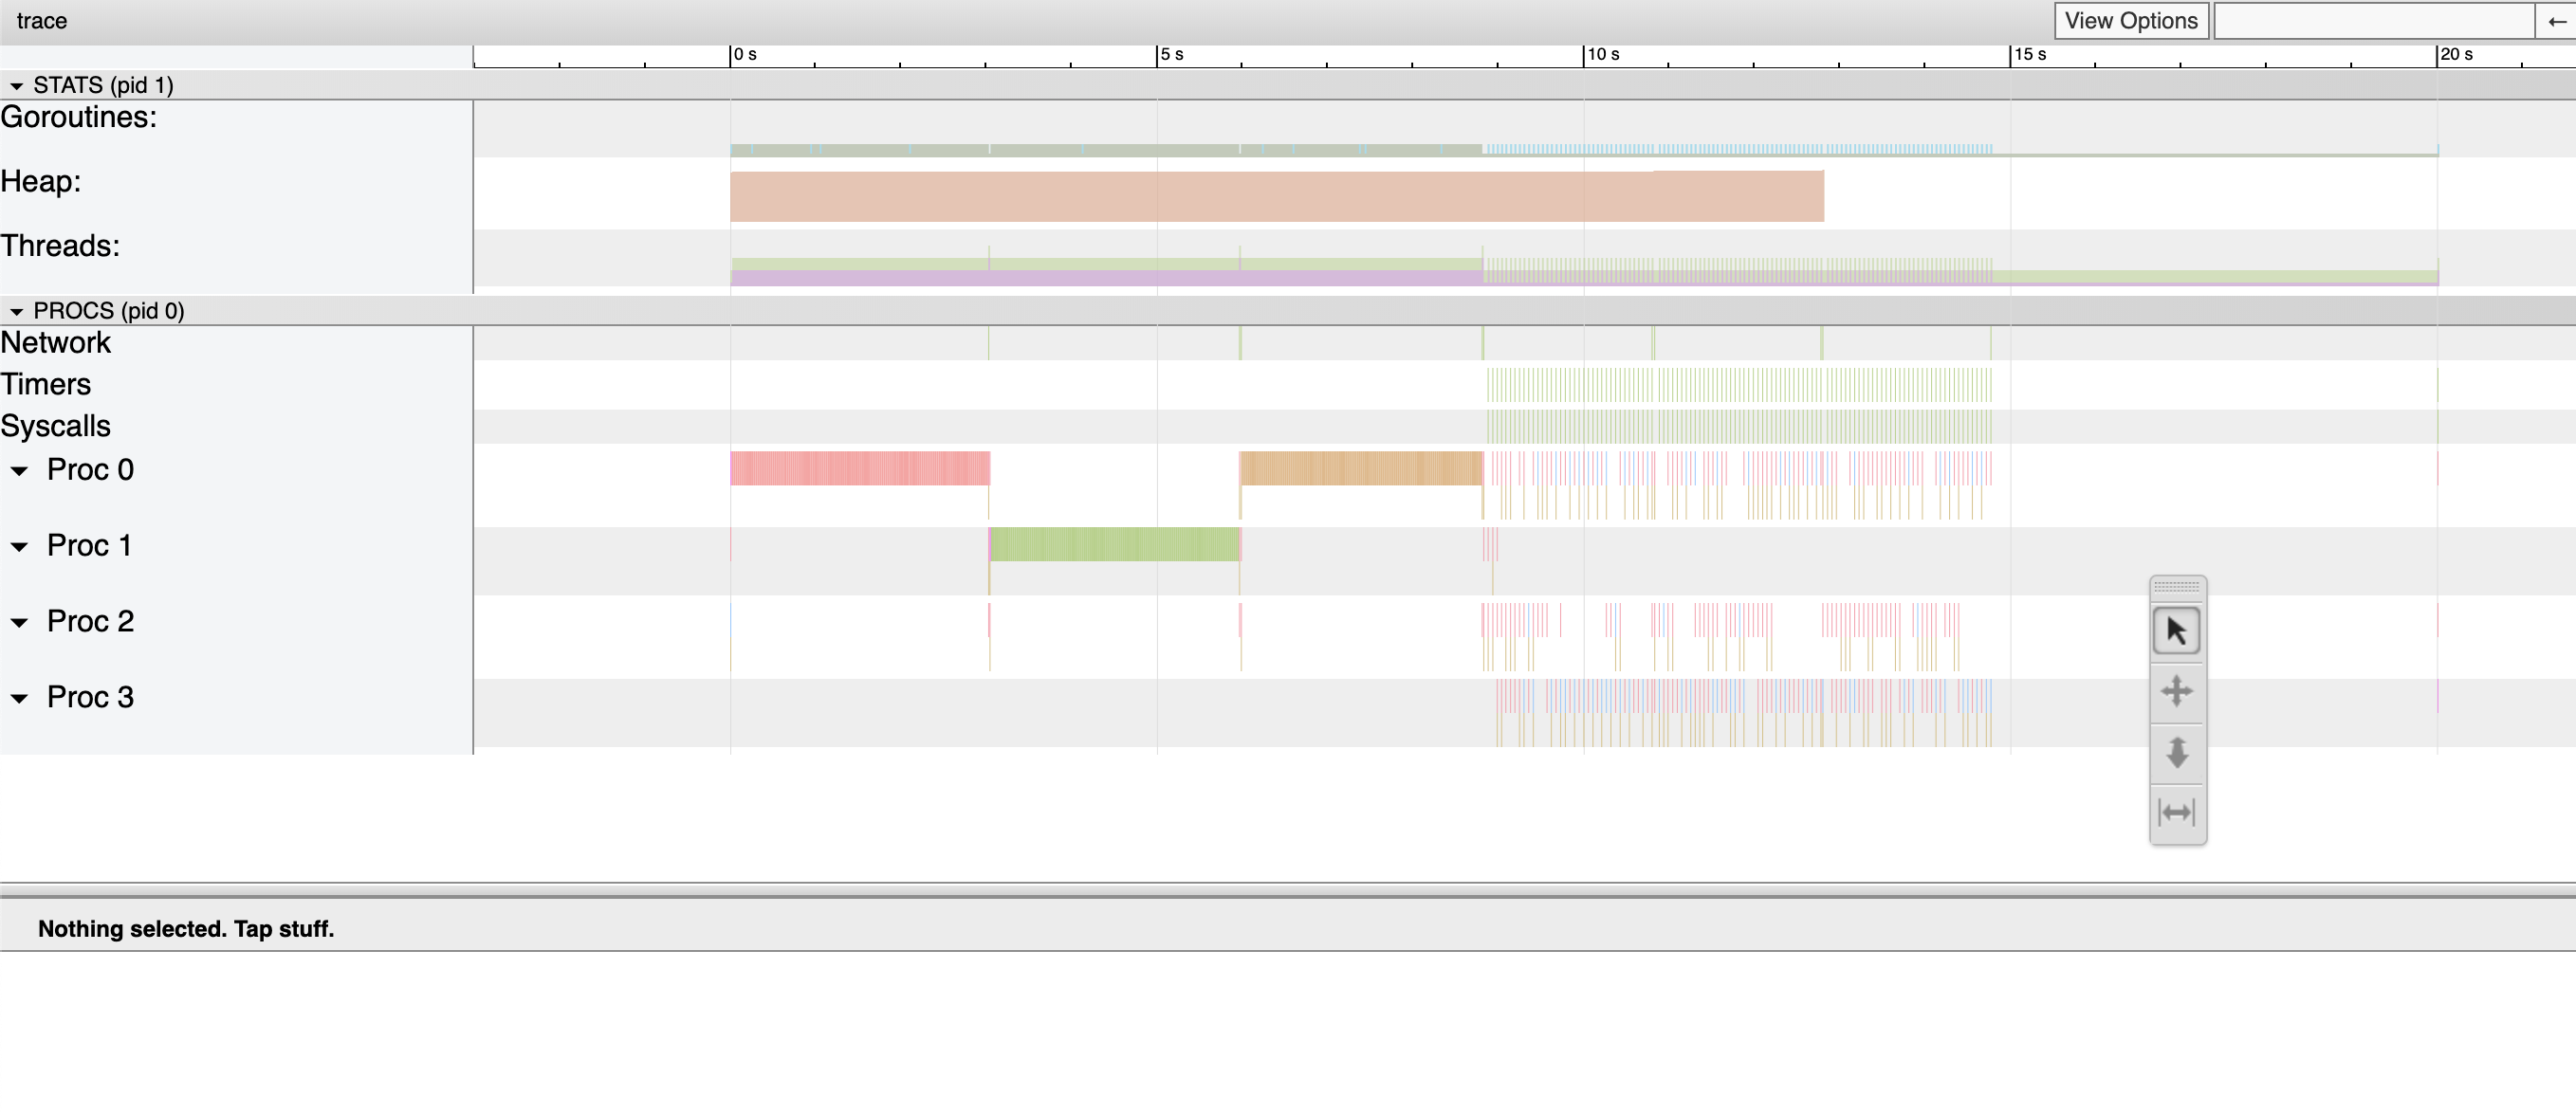 trace
View Options
←
0 s 5 s 10 s 15 s 20 s
STATS (pid 1)
Goroutines:
Heap:
Threads:
PROCS (pid 0)
Network
Timers
Syscalls
Proc 0
Proc 1
Proc 2
Proc 3
Nothing selected. Tap stuff.